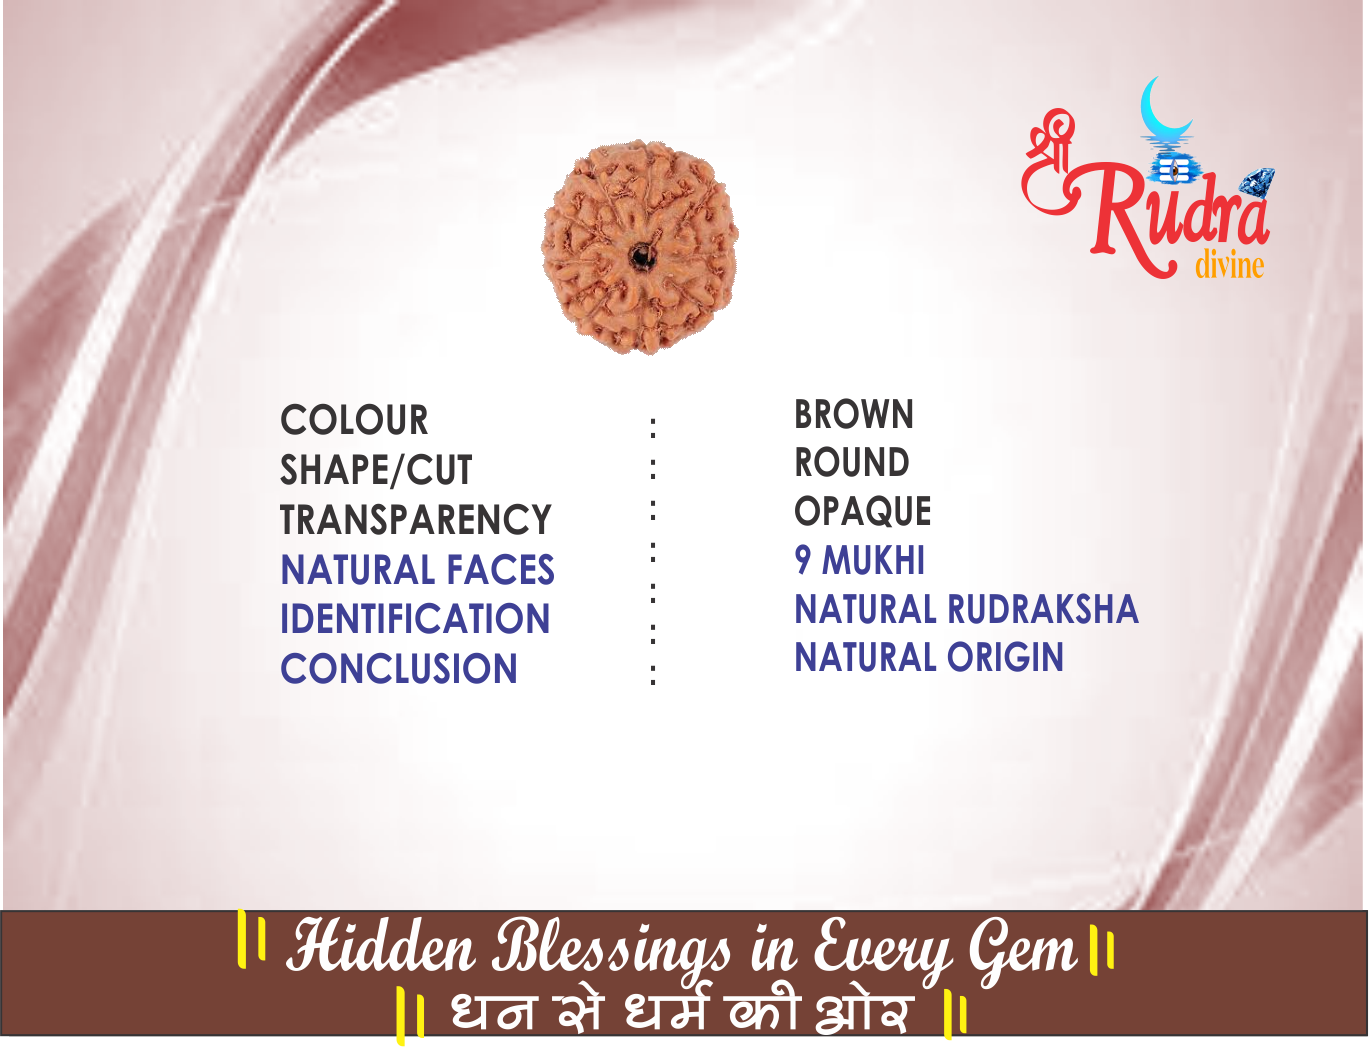 श्री
Rudra
divine
COLOUR : BROWN
SHAPE/CUT : ROUND
TRANSPARENCY : OPAQUE
NATURAL FACES : 9 MUKHI
IDENTIFICATION : NATURAL RUDRAKSHA
CONCLUSION : NATURAL ORIGIN
:
|| Hidden Blessings in Every Gem ||
|| धन से धर्म की ओर ||